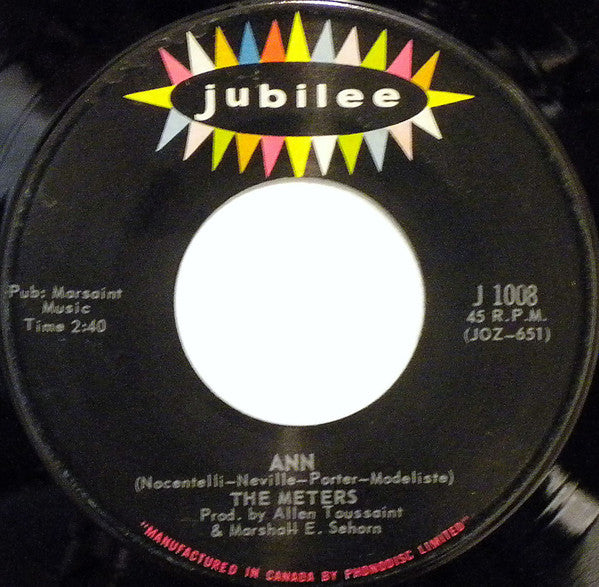 jubilee
Pub: Marsaint
Music
Time 2:40
J 1008
45 R.P.M.
(JOZ-651)
ANN
(Nocentelli-Neville-Porter-Modeliste)
THE METERS
Prod. by Allen Toussaint
& Marshall E. Sehorn
"MANUFACTURED IN CANADA BY PHONODISC LIMITED"